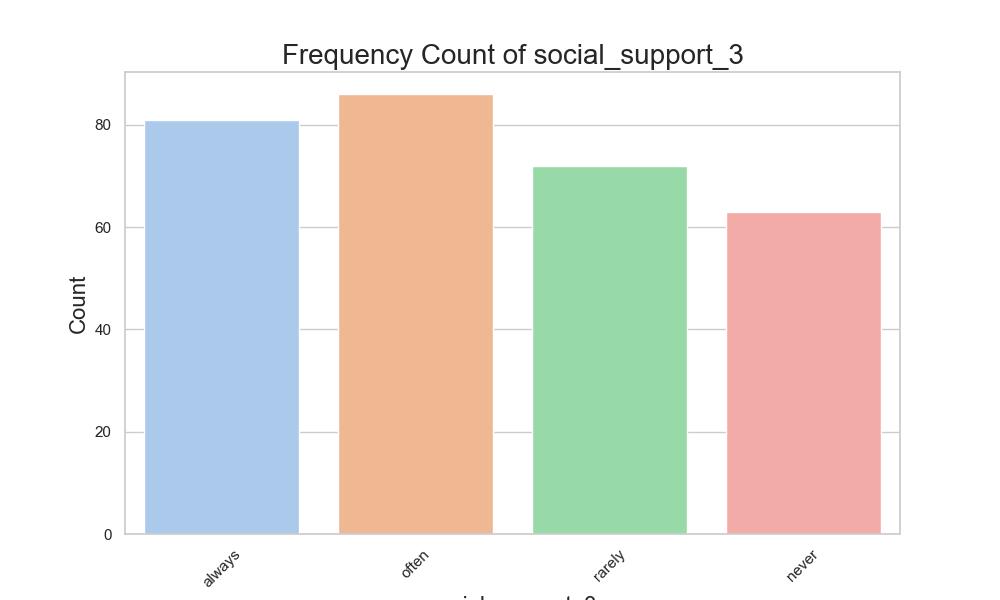 Frequency Count of social_support_3
Count
80
60
40
20
0
always
often
rarely
never